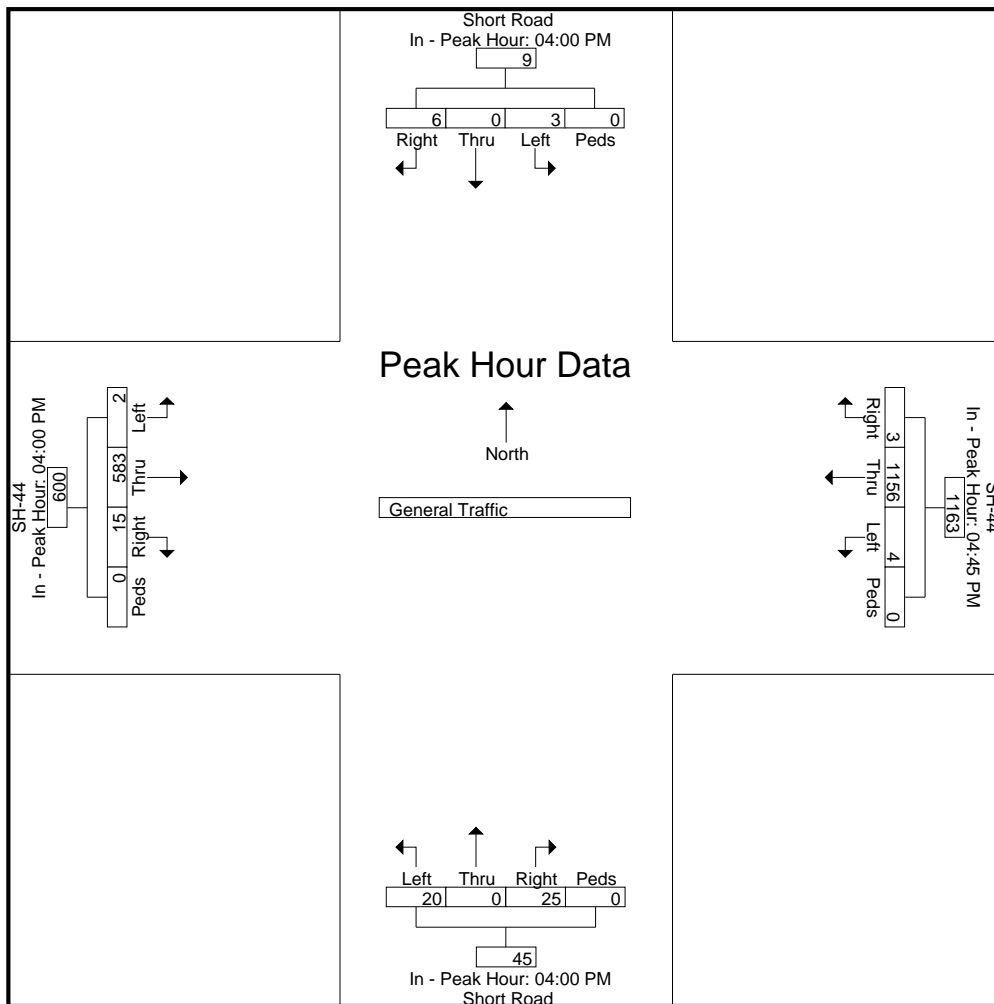 Short Road
In - Peak Hour: 04:00 PM
9
6 0 3 0
Right Thru Left Peds
Peak Hour Data
North
General Traffic
SH-44
In - Peak Hour: 04:00 PM
600
2 583 15 0
Left Thru Right Peds
SH-44
In - Peak Hour: 04:45 PM
1163
3 1156 4 0
Right Thru Left Peds
Left Thru Right Peds
20 0 25 0
45
In - Peak Hour: 04:00 PM
Short Road